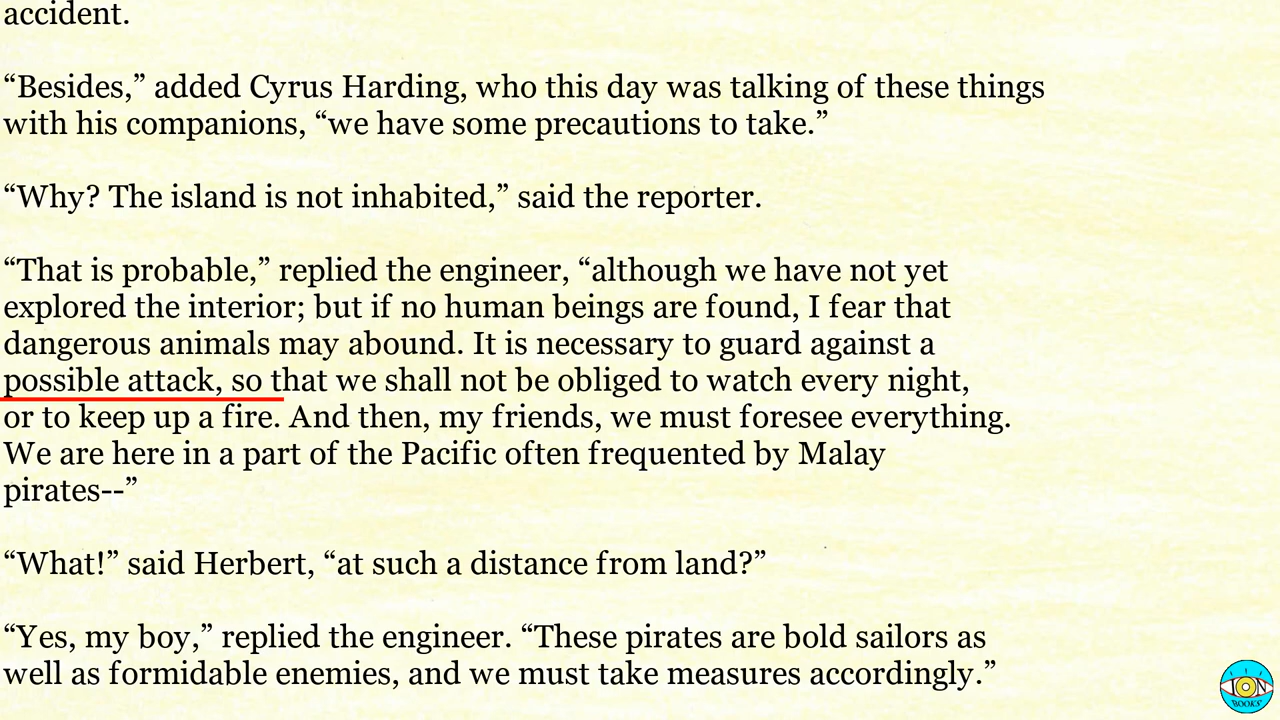 accident.
“Besides,” added Cyrus Harding, who this day was talking of these things
with his companions, “we have some precautions to take.”
“Why? The island is not inhabited,” said the reporter.
“That is probable,” replied the engineer, “although we have not yet
explored the interior; but if no human beings are found, I fear that
dangerous animals may abound. It is necessary to guard against a
possible attack, so that we shall not be obliged to watch every night,
or to keep up a fire. And then, my friends, we must foresee everything.
We are here in a part of the Pacific often frequented by Malay
pirates--”
“What!” said Herbert, “at such a distance from land?”
“Yes, my boy,” replied the engineer. “These pirates are bold sailors as
well as formidable enemies, and we must take measures accordingly.”
ION
BOOKS